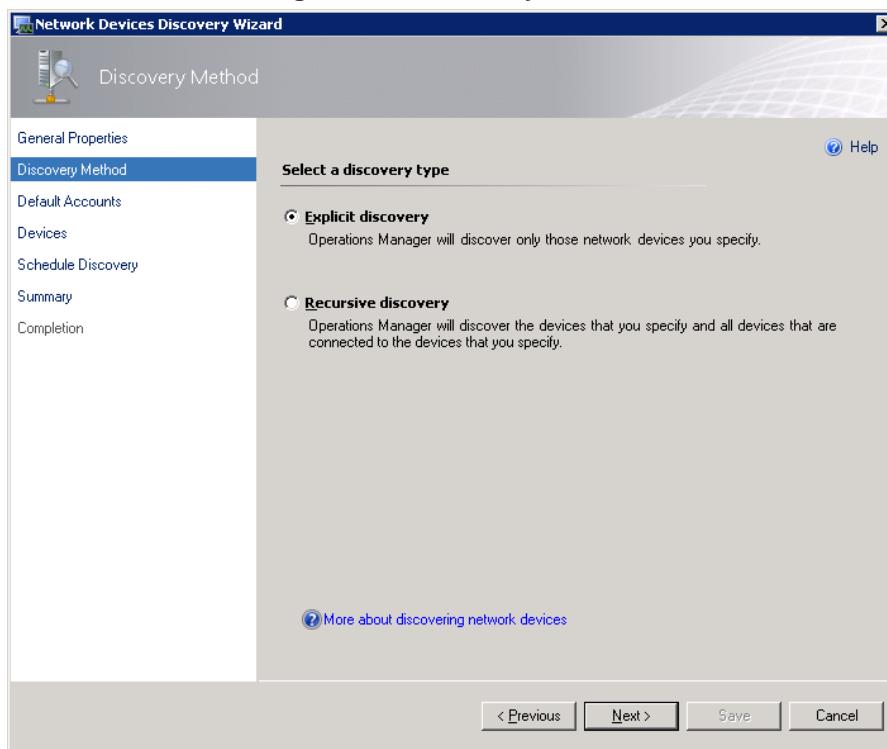 Network Devices Discovery Wizard
Discovery Method
General Properties
Discovery Method
Default Accounts
Devices
Schedule Discovery
Summary
Completion
Help
Select a discovery type
Explicit discovery
Operations Manager will discover only those network devices you specify.
Recursive discovery
Operations Manager will discover the devices that you specify and all devices that are
connected to the devices that you specify.
More about discovering network devices
< Previous
Next >
Save
Cancel